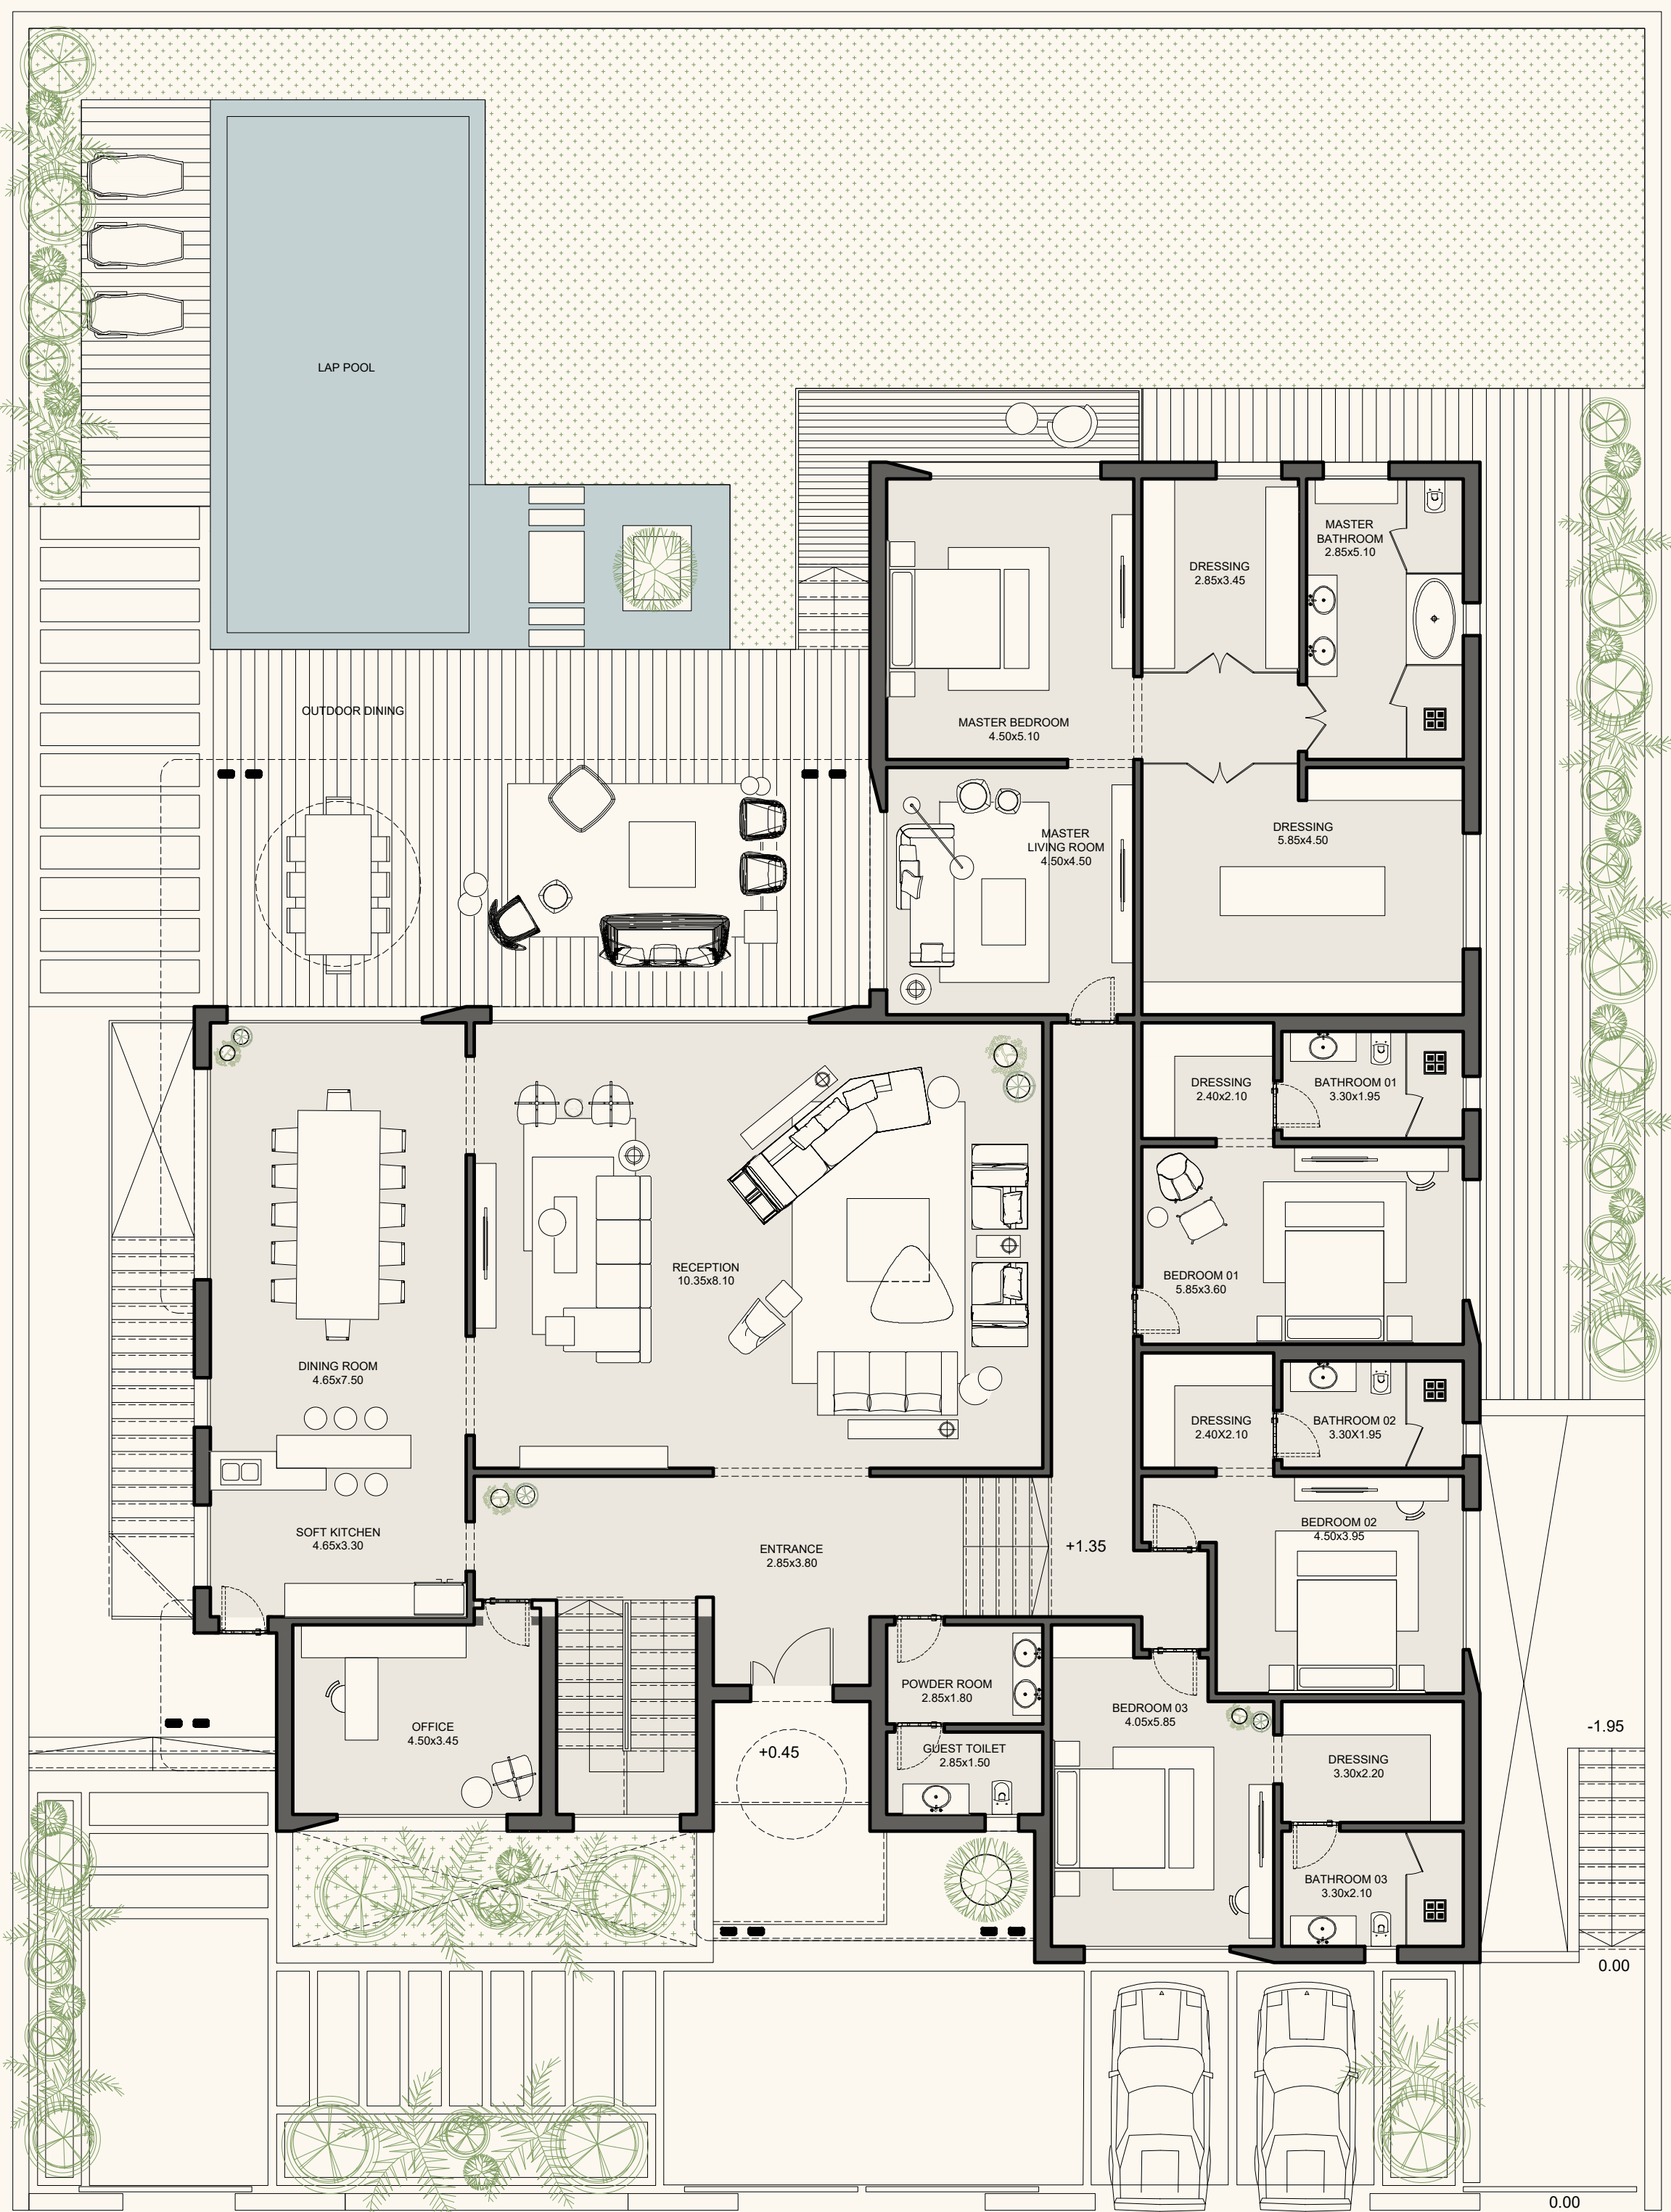 LAP POOL
MASTER
BATHROOM
2.85x5.10
DRESSING
2.85x3.45
OUTDOOR DINING
MASTER BEDROOM
4.50x5.10
MASTER
LIVING ROOM
4.50x4.50
DRESSING
5.85x4.50
DRESSING
2.40x2.10
BATHROOM 01
3.30x1.95
RECEPTION
10.35x8.10
BEDROOM 01
5.85x3.60
DINING ROOM
4.65x7.50
DRESSING
2.40X2.10
BATHROOM 02
3.30X1.95
SOFT KITCHEN
4.65x3.30
ENTRANCE
2.85x3.80
+1.35
BEDROOM 02
4.50x3.95
POWDER ROOM
2.85x1.80
BEDROOM 03
4.05x5.85
OFFICE
4.50x3.45
+0.45
GUEST TOILET
2.85x1.50
DRESSING
3.30x2.20
-1.95
BATHROOM 03
3.30x2.10
0.00
0.00